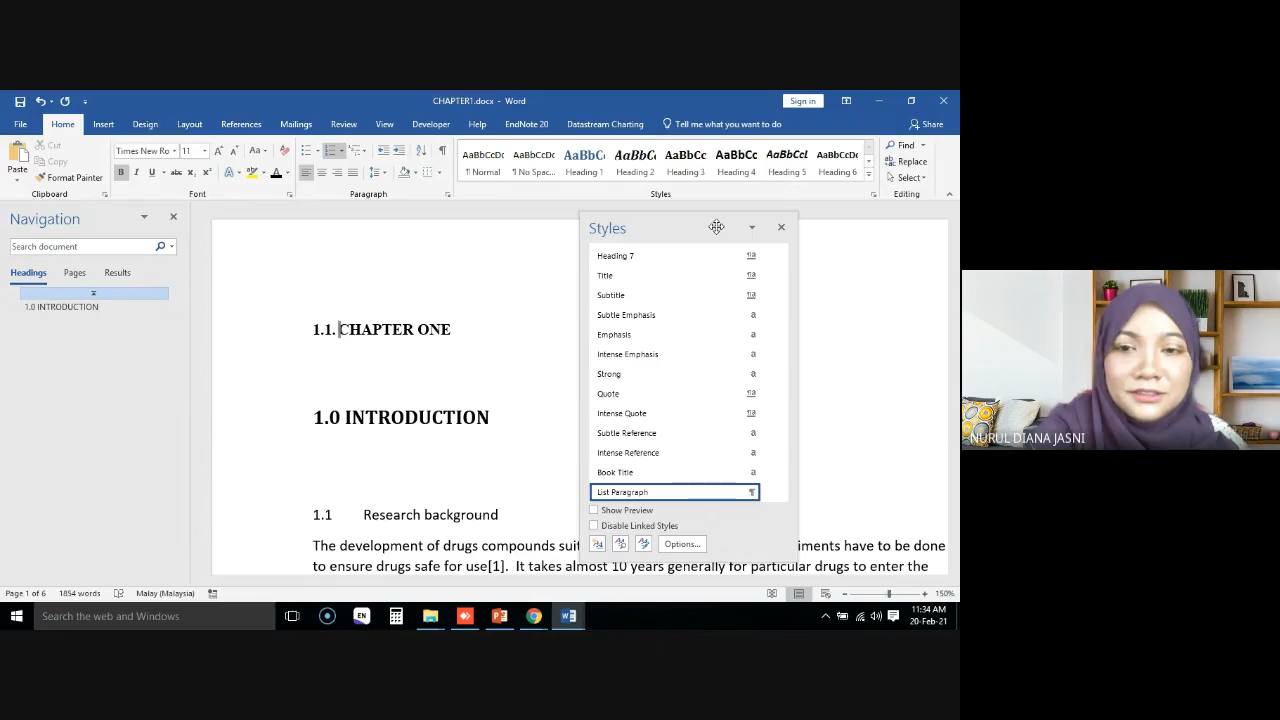 CHAPTER1.docx - Word
Sign in
File Home Insert Design Layout References Mailings Review View Developer Help EndNote 20 Datastream Charting Tell me what you want to do Share
Paste
Cut
Copy
Format Painter
Clipboard
Times New Ro 11
Font
Paragraph
AaBbCcDc AaBbCcDc AaBbC AaBbC AaBbCc AaBbCc AaBbCcI AaBbCcDc
¶ Normal ¶ No Spac... Heading 1 Heading 2 Heading 3 Heading 4 Heading 5 Heading 6
Styles
Find
Replace
Select
Editing
Navigation
Search document
Headings Pages Results
1.0 INTRODUCTION
1.1. CHAPTER ONE
1.0 INTRODUCTION
1.1 Research background
The development of drugs compounds suit iments have to be done
to ensure drugs safe for use[1]. It takes almost 10 years generally for particular drugs to enter the
Styles
Heading 7
Title
Subtitle
Subtle Emphasis
Emphasis
Intense Emphasis
Strong
Quote
Intense Quote
Subtle Reference
Intense Reference
Book Title
List Paragraph
Show Preview
Disable Linked Styles
Options...
Page 1 of 6 1854 words Malay (Malaysia) 150%
Search the web and Windows
EN
11:34 AM
20-Feb-21
NURUL DIANA JASNI